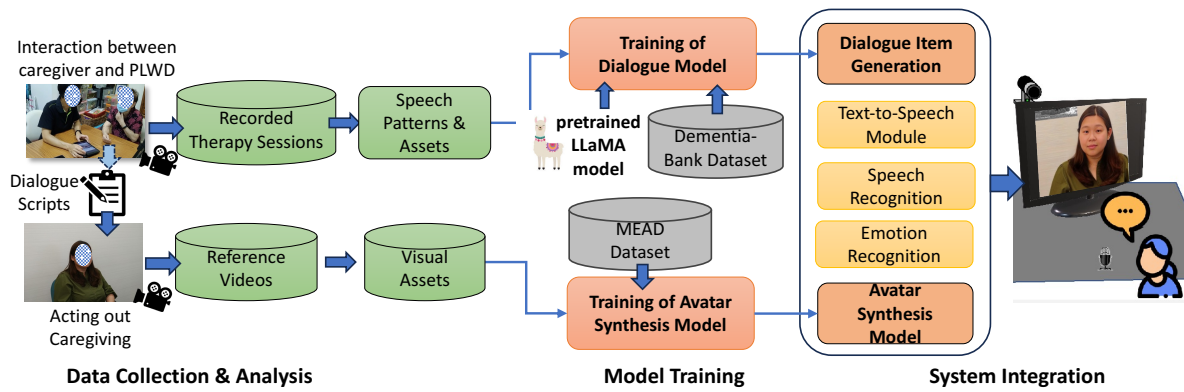 Interaction between
caregiver and PLWD
Recorded
Therapy Sessions
Speech
Patterns &
Assets
Dialogue
Scripts
Acting out
Caregiving
Reference
Videos
Visual
Assets
Data Collection & Analysis
Training of
Dialogue Model
pretrained
LLaMA
model
Dementia-
Bank Dataset
MEAD
Dataset
Training of Avatar
Synthesis Model
Model Training
Dialogue Item
Generation
Text-to-Speech
Module
Speech
Recognition
Emotion
Recognition
Avatar
Synthesis
Model
System Integration